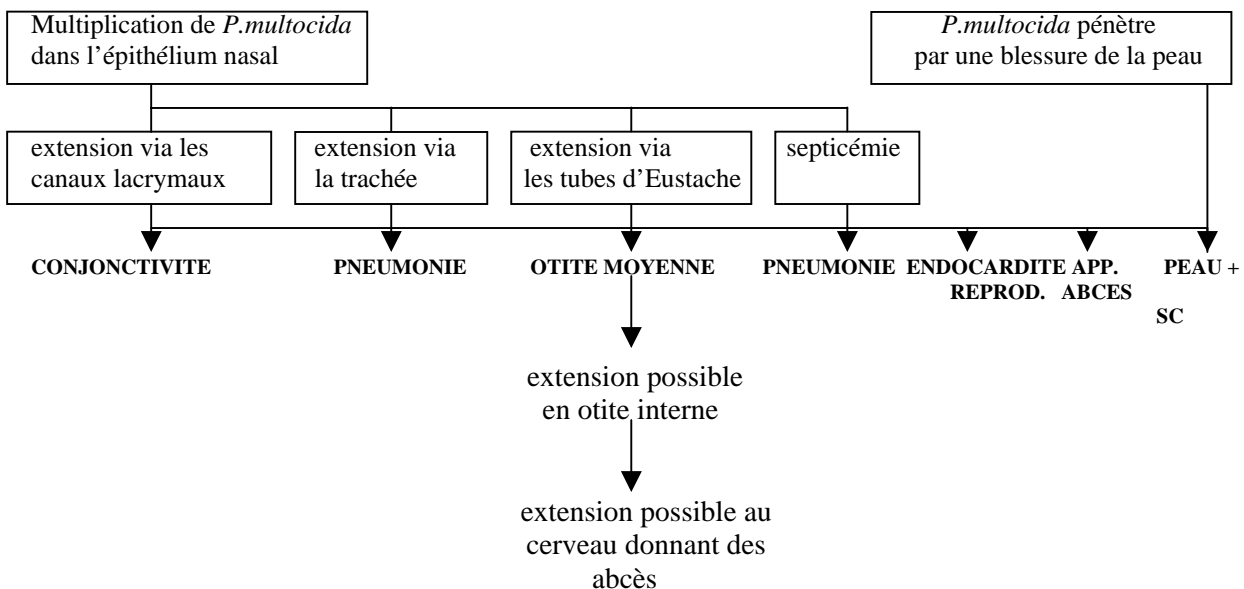 Multiplication de P.multocida
dans l’épithélium nasal
P.multocida pénètre
par une blessure de la peau
extension via les
canaux lacrymaux
extension via
la trachée
extension via
les tubes d’Eustache
septicémie
CONJONCTIVITE PNEUMONIE OTITE MOYENNE PNEUMONIE ENDOCARDITE APP. PEAU +
REPROD. ABCES
SC
extension possible
en otite interne
extension possible au
cerveau donnant des
abcès